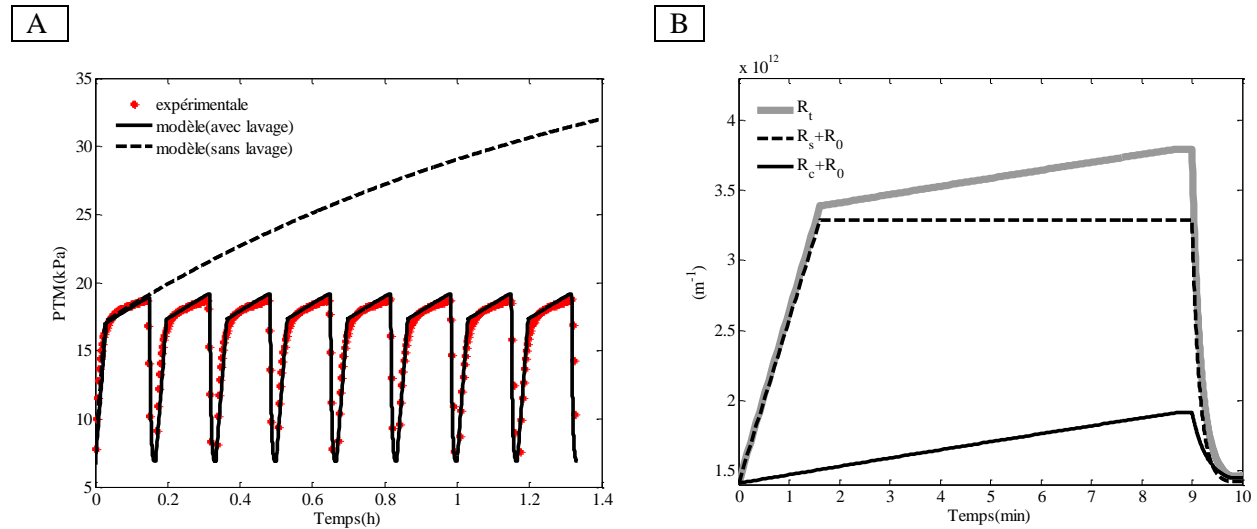 A
B
35
30
25
20
15
10
5
PTM(kPa)
expérimentale
modèle(avec lavage)
modèle(sans lavage)
0
0.2
0.4
0.6
0.8
1
1.2
1.4
Temps(h)
x 10^12
4
3.5
3
2.5
2
1.5
(m^-1)
R_t
R_s+R_0
R_c+R_0
0
1
2
3
4
5
6
7
8
9
10
Temps(min)